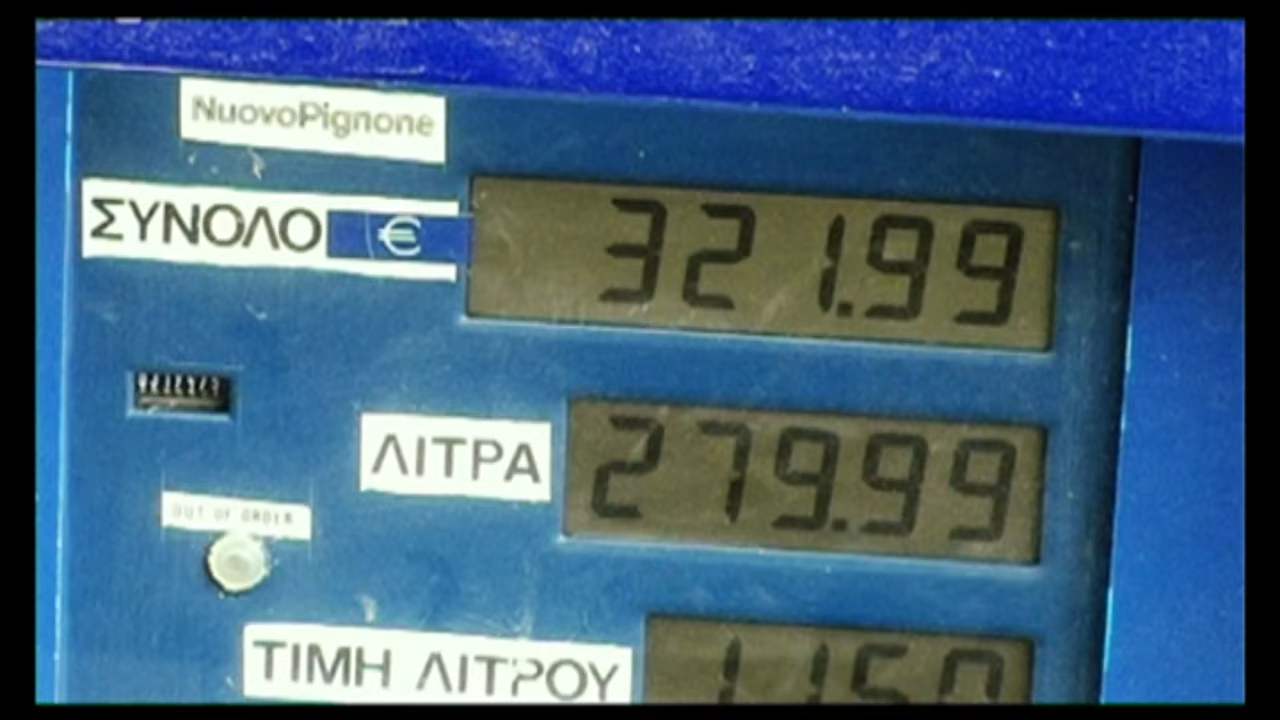 NuovoPignone
ΣΥΝΟΛΟ € 321.99
ΛΙΤΡΑ 279.99
OUT OF ORDER
ΤΙΜΗ ΛΙΤΡΟΥ 1.150